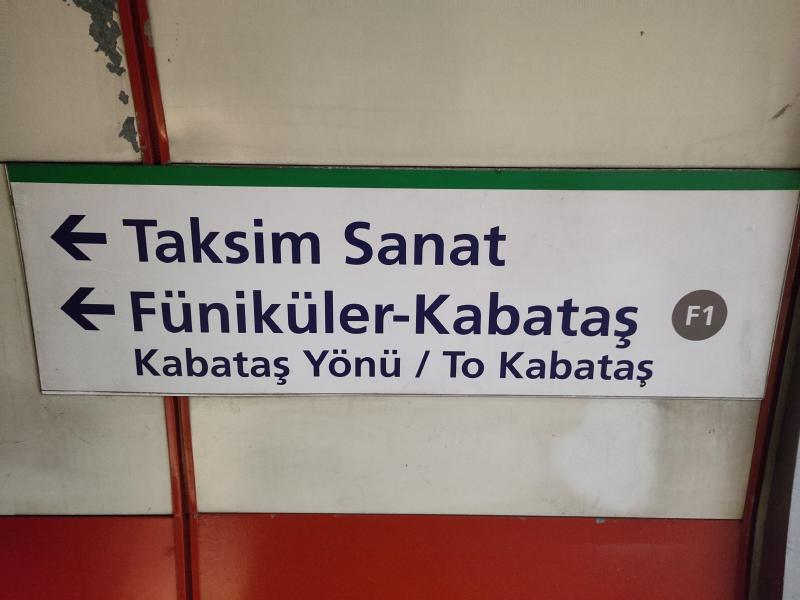 ← Taksim Sanat
← Füniküler-Kabataş F1
Kabataş Yönü / To Kabataş